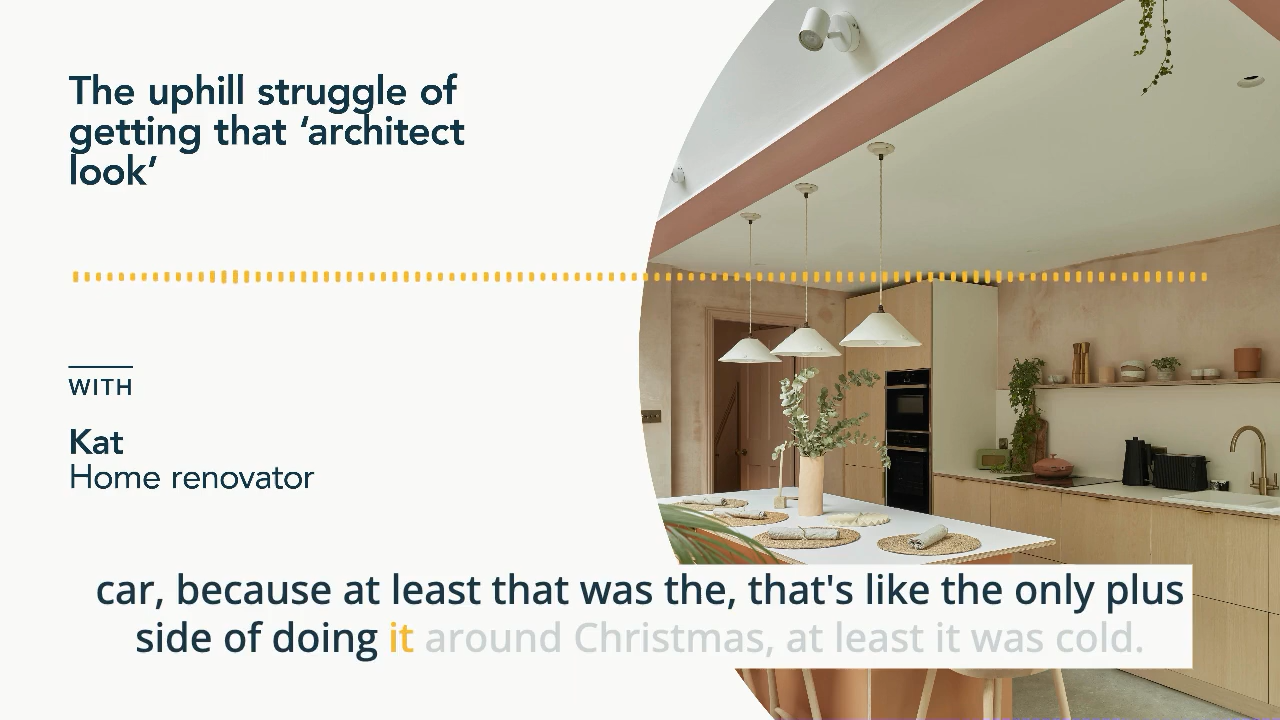 The uphill struggle of
getting that ‘architect
look‘
WITH
Kat
Home renovator
car, because at least that was the, that's like the only plus
side of doing it around Christmas, at least it was cold.